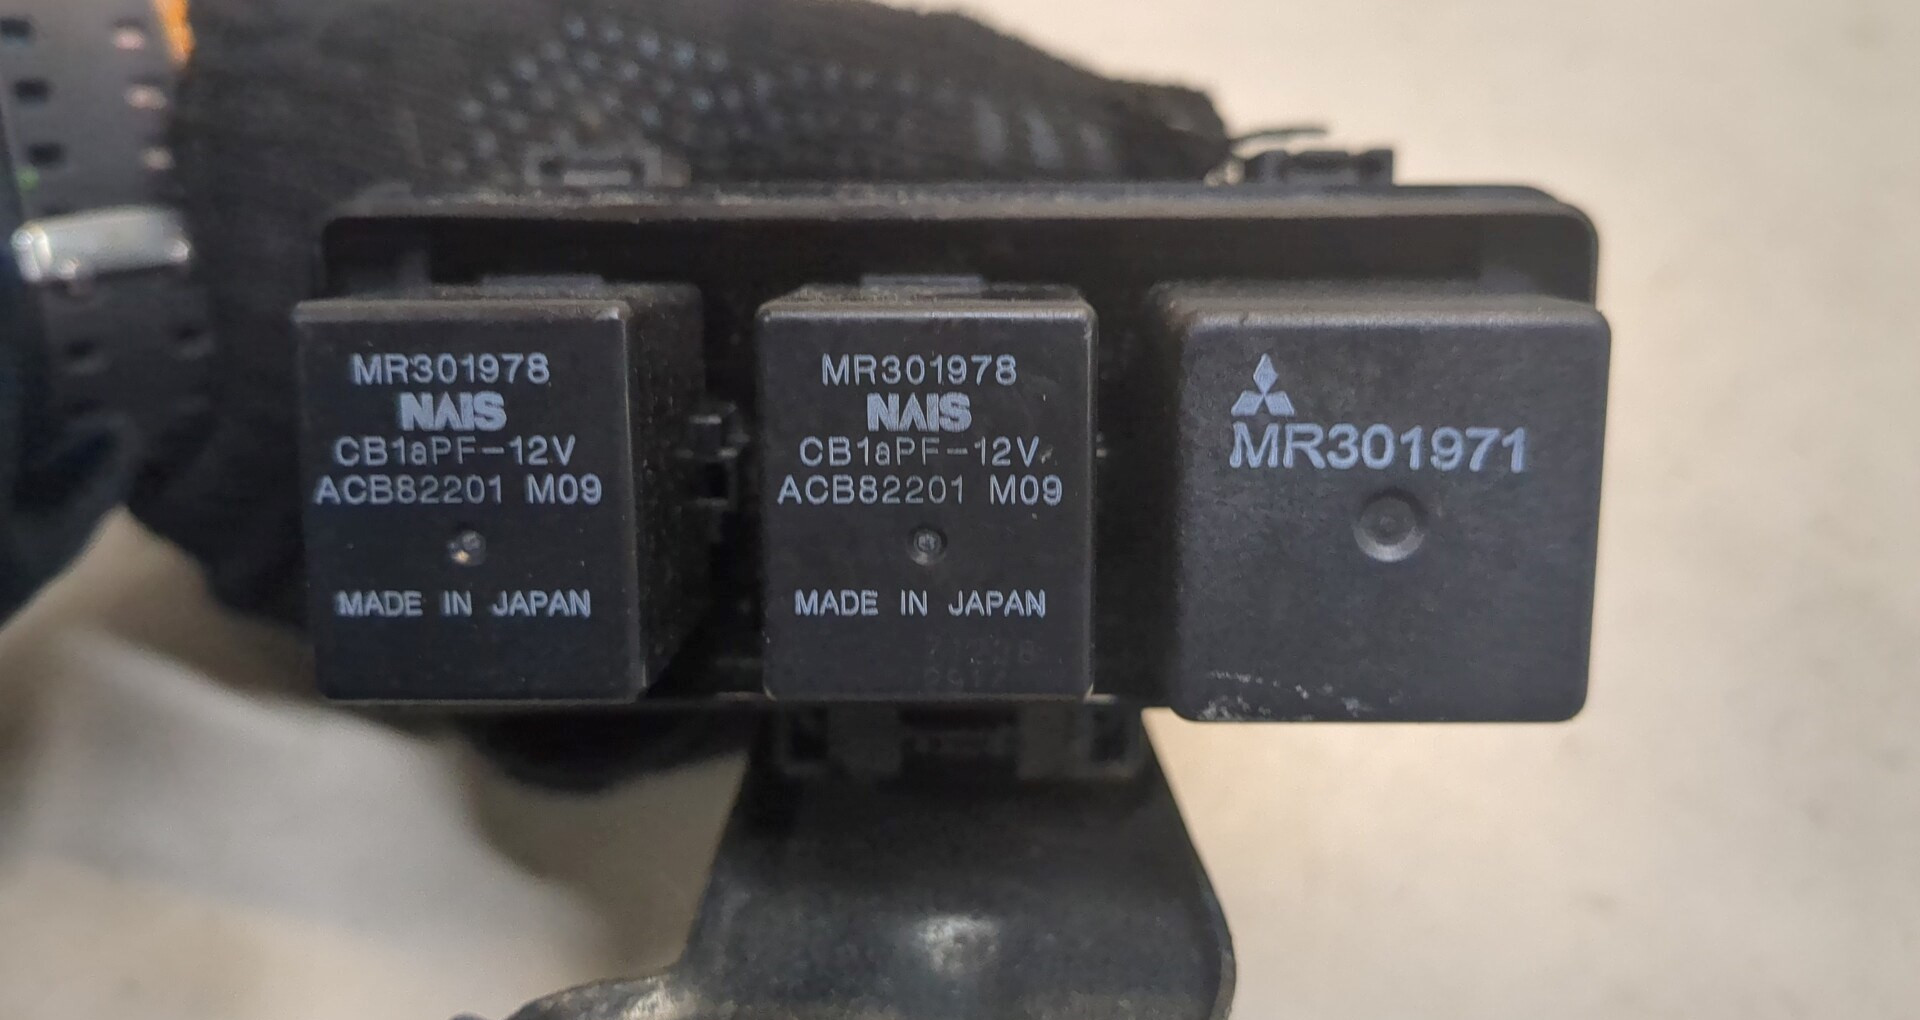 MR301978
NAIS
CB1aPF-12V
ACB82201 M09
MADE IN JAPAN
MR301978
NAIS
CB1aPF-12V
ACB82201 M09
MADE IN JAPAN
MR301971